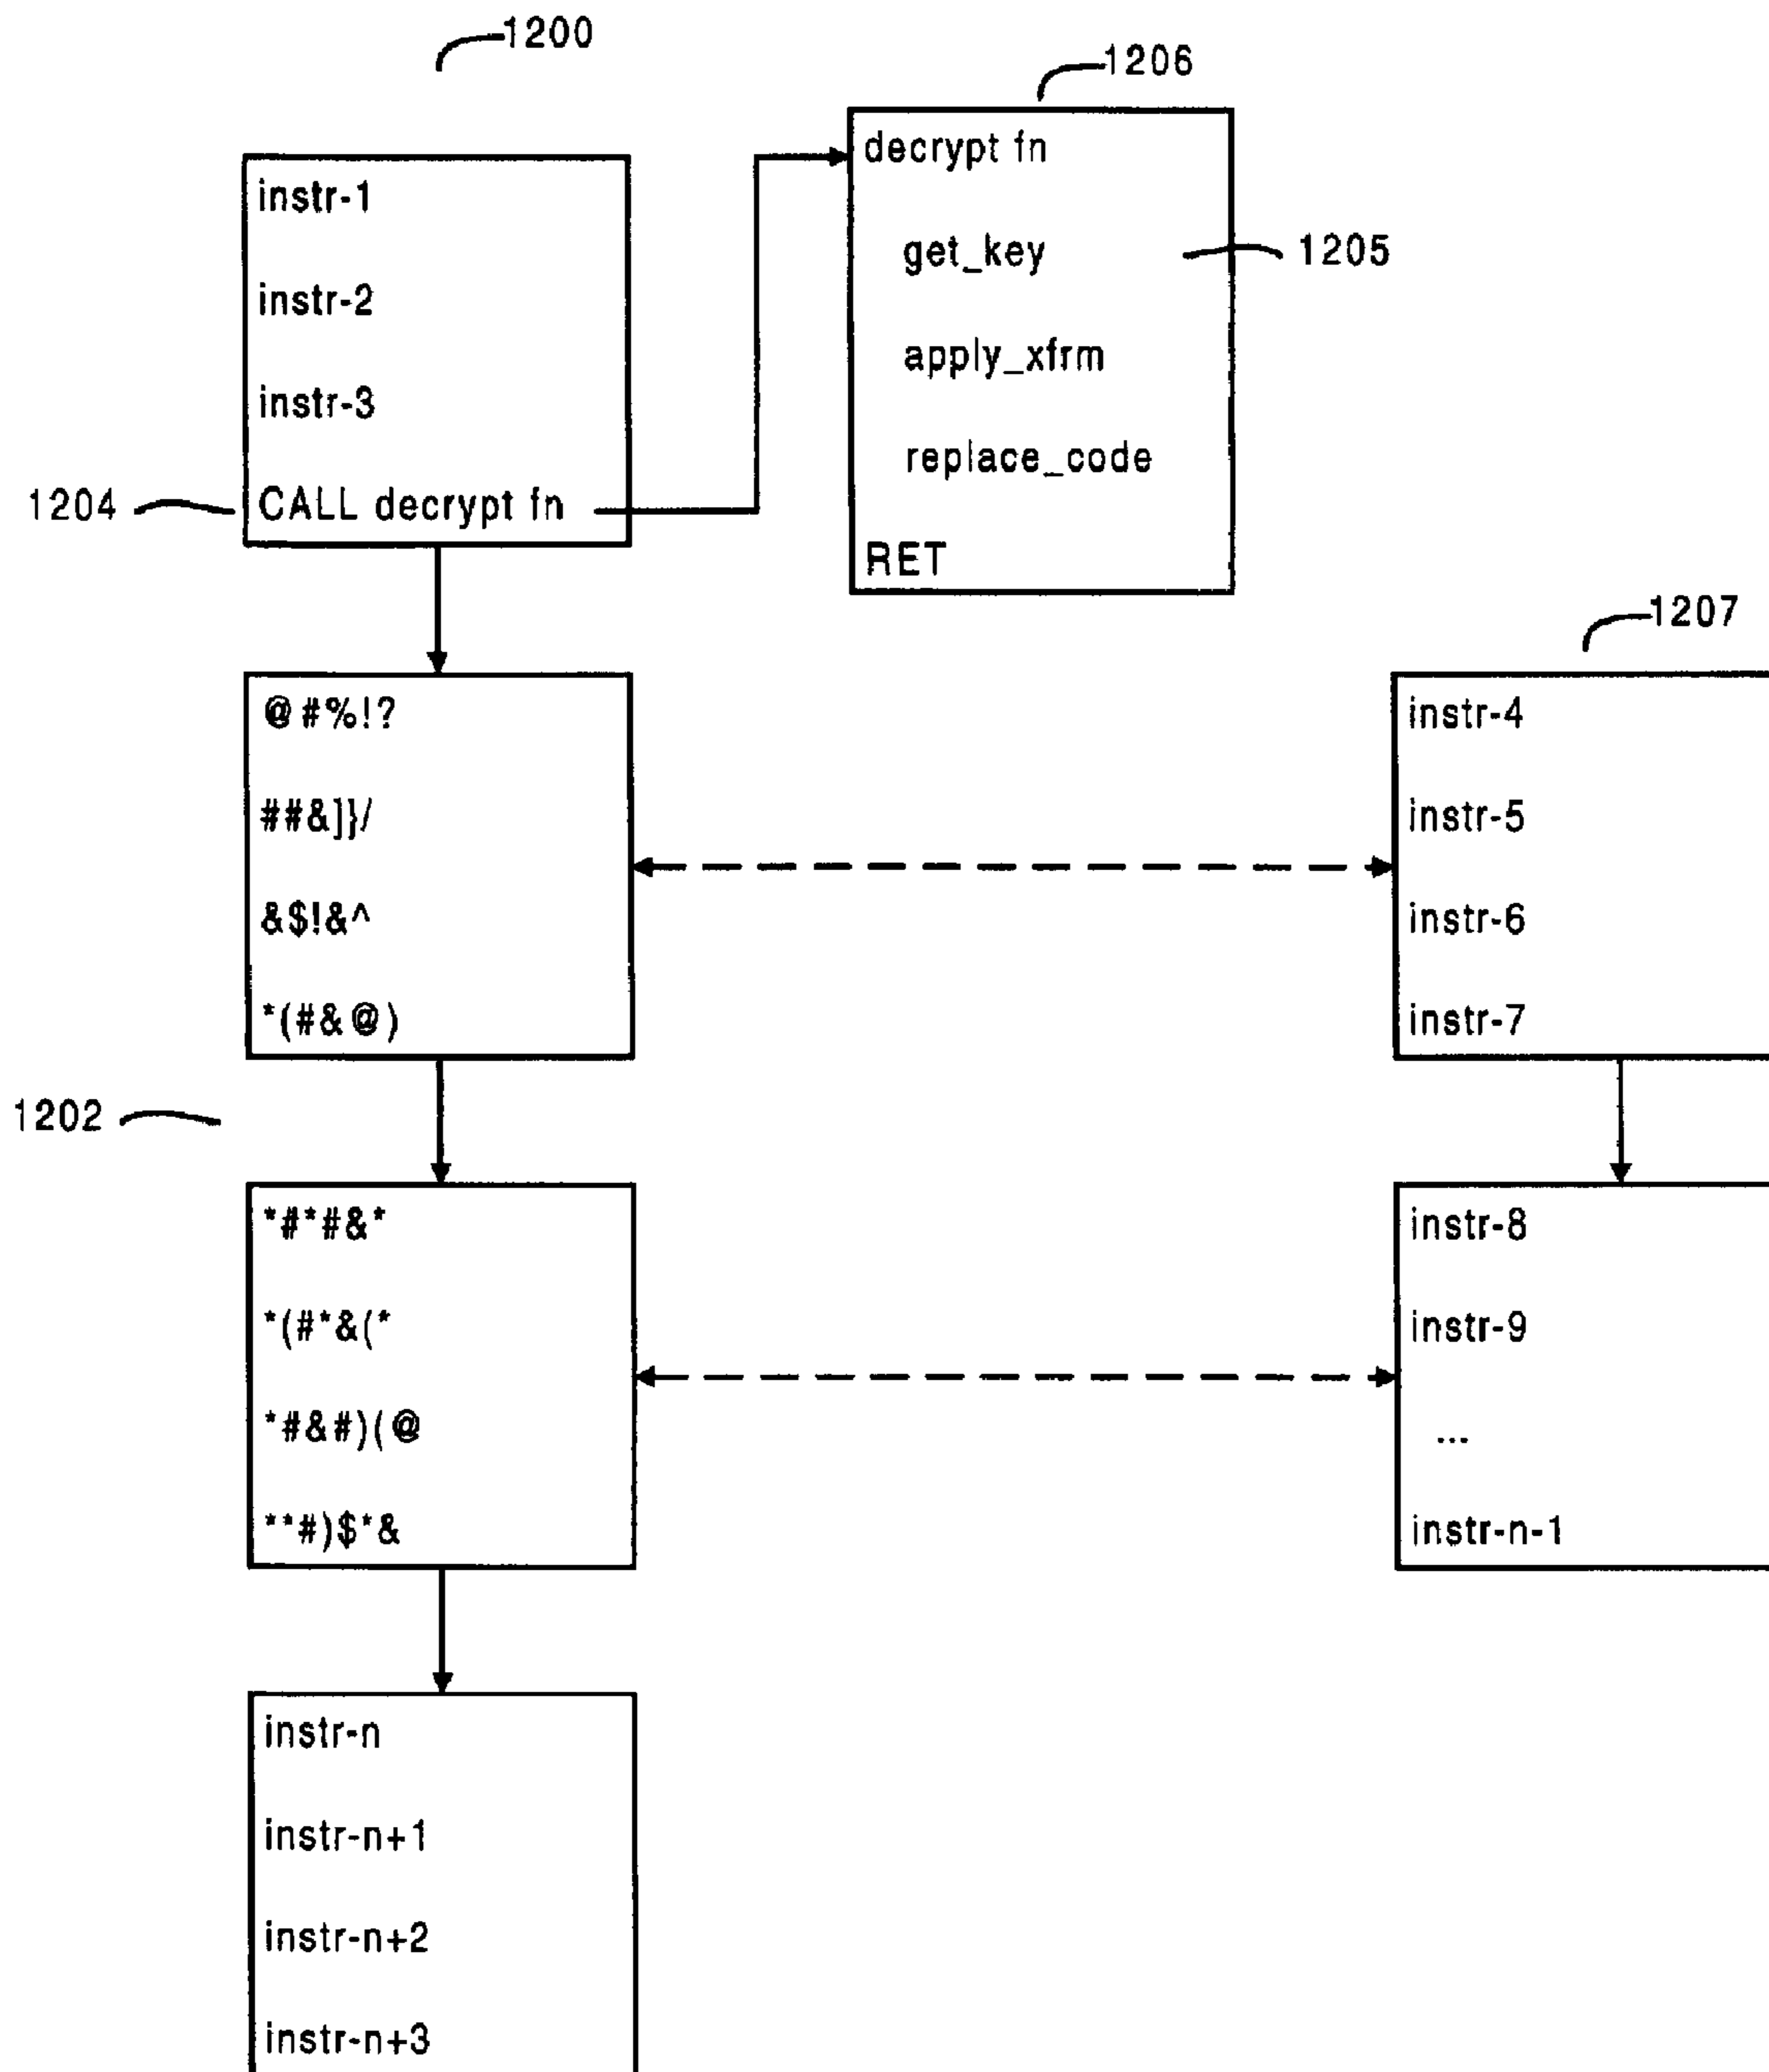 1200
instr-1
instr-2
instr-3
1204
CALL decrypt fn
1206
decrypt fn
get_key
1205
apply_xfrm
replace_code
RET
@#%!?
##&]}/
&$!&^
*(#&@)
1202
*#*#&*
*(#*&(*
*#&#)(@
**#)$*&
instr-n
instr-n+1
instr-n+2
instr-n+3
1207
instr-4
instr-5
instr-6
instr-7
instr-8
instr-9
...
instr-n-1